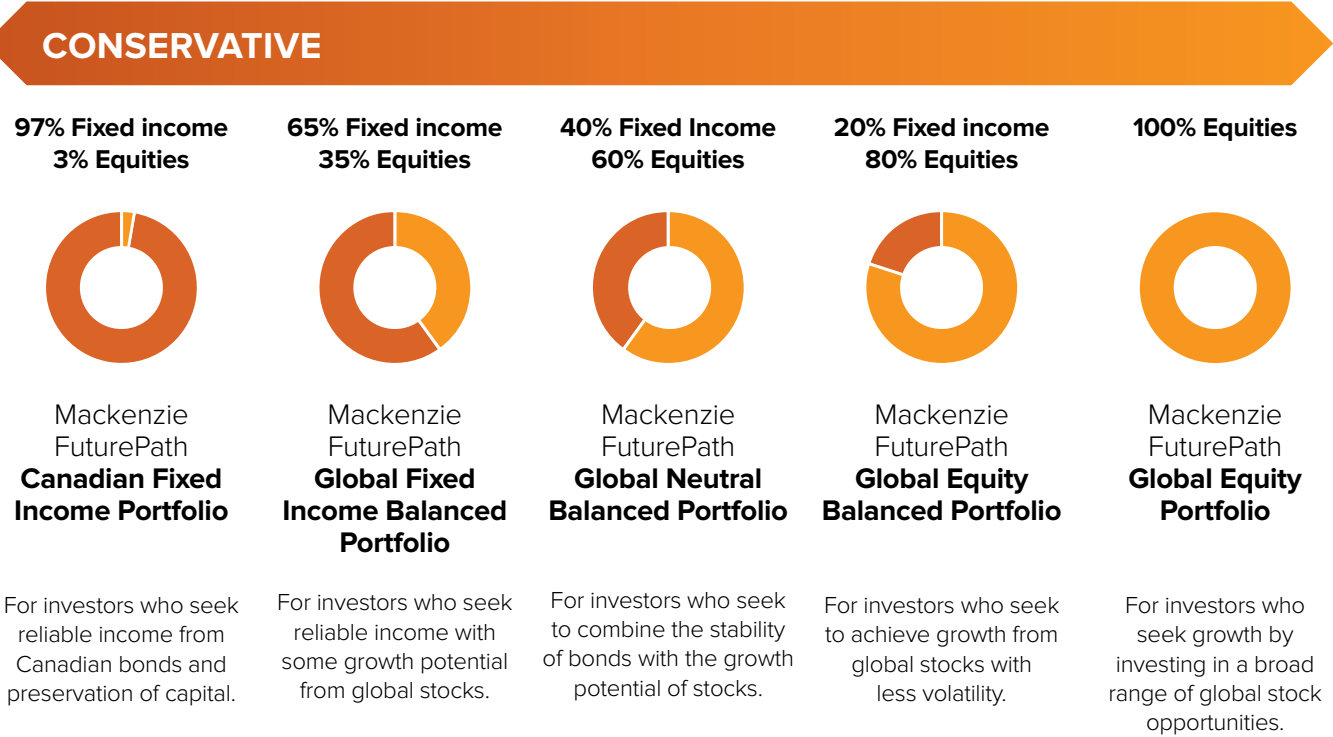 CONSERVATIVE
97% Fixed income
3% Equities
65% Fixed income
35% Equities
40% Fixed Income
60% Equities
20% Fixed income
80% Equities
100% Equities
Mackenzie
FuturePath
Canadian Fixed
Income Portfolio
Mackenzie
FuturePath
Global Fixed
Income Balanced
Portfolio
Mackenzie
FuturePath
Global Neutral
Balanced Portfolio
Mackenzie
FuturePath
Global Equity
Balanced Portfolio
Mackenzie
FuturePath
Global Equity
Portfolio
For investors who seek
reliable income from
Canadian bonds and
preservation of capital.
For investors who seek
reliable income with
some growth potential
from global stocks.
For investors who seek
to combine the stability
of bonds with the growth
potential of stocks.
For investors who seek
to achieve growth from
global stocks with
less volatility.
For investors who
seek growth by
investing in a broad
range of global stock
opportunities.